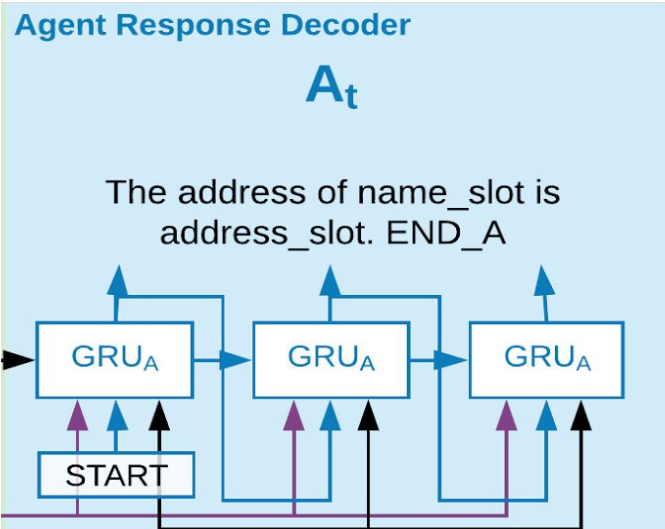 Agent Response Decoder
At
The address of name_slot is
address_slot. END_A
GRUA
GRUA
GRUA
START